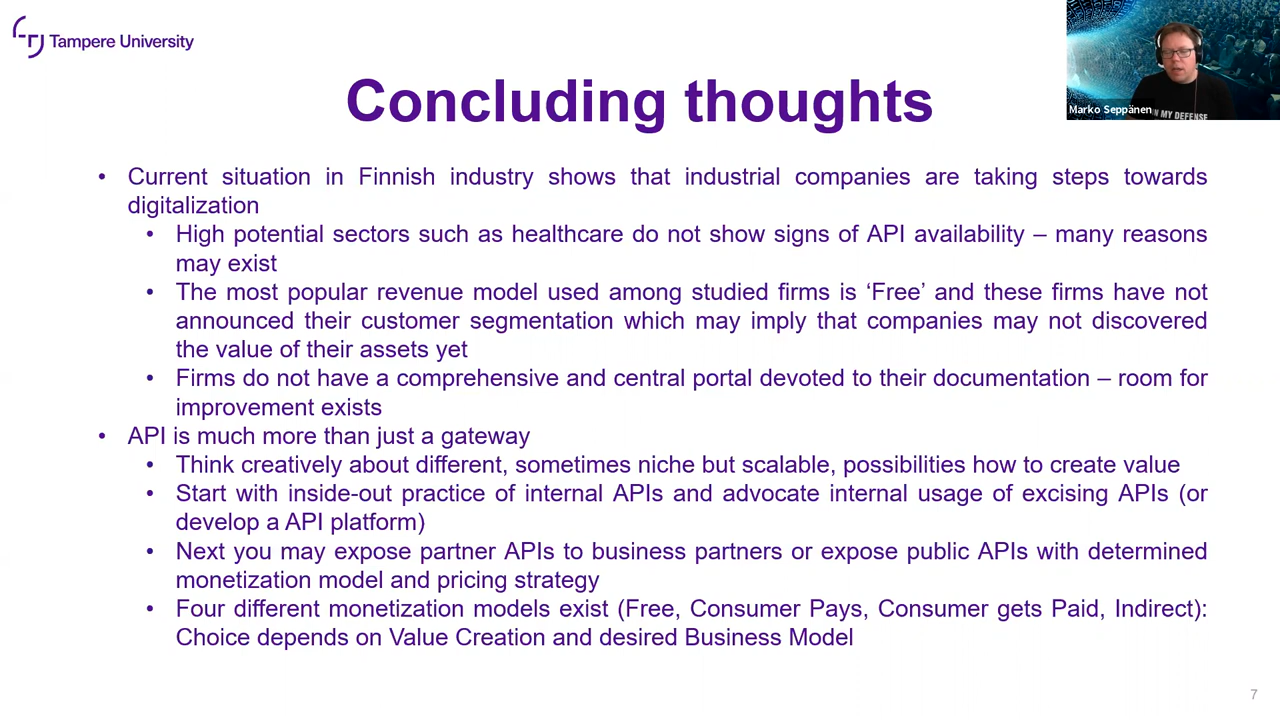 Tampere University
Marko Seppänen
IN MY DEFENSE
Concluding thoughts
• Current situation in Finnish industry shows that industrial companies are taking steps towards
digitalization
• High potential sectors such as healthcare do not show signs of API availability – many reasons
may exist
• The most popular revenue model used among studied firms is ‘Free’ and these firms have not
announced their customer segmentation which may imply that companies may not discovered
the value of their assets yet
• Firms do not have a comprehensive and central portal devoted to their documentation – room for
improvement exists
• API is much more than just a gateway
• Think creatively about different, sometimes niche but scalable, possibilities how to create value
• Start with inside-out practice of internal APIs and advocate internal usage of excising APIs (or
develop a API platform)
• Next you may expose partner APIs to business partners or expose public APIs with determined
monetization model and pricing strategy
• Four different monetization models exist (Free, Consumer Pays, Consumer gets Paid, Indirect):
Choice depends on Value Creation and desired Business Model
7